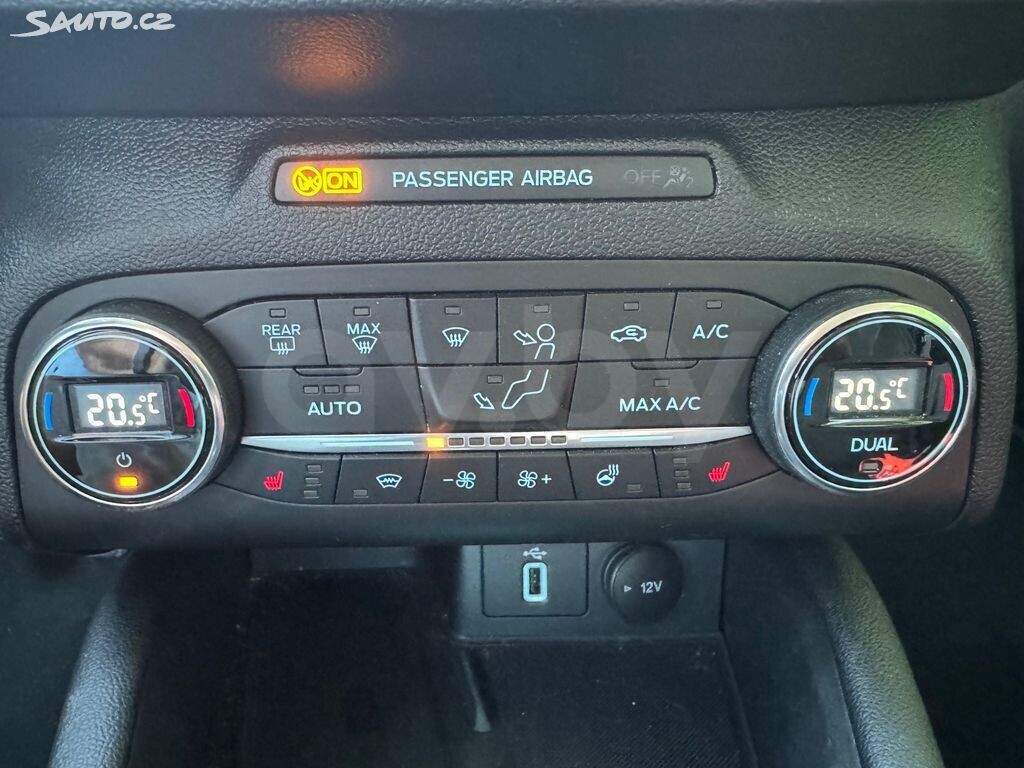 Sauto.cz
ON PASSENGER AIRBAG OFF
REAR MAX A/C
AUTO MAX A/C
20.5°C 20.5°C
DUAL
- +
12V